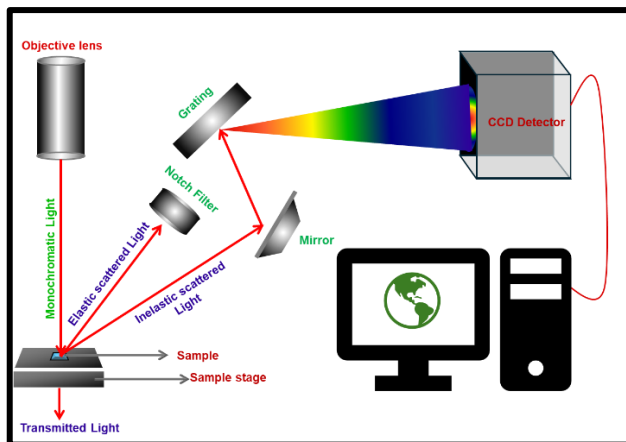 Objective lens
Grating
CCD Detector
Notch Filter
Mirror
Monochromatic Light
Elastic scattered Light
Inelastic scattered
Light
Sample
Sample stage
Transmitted Light